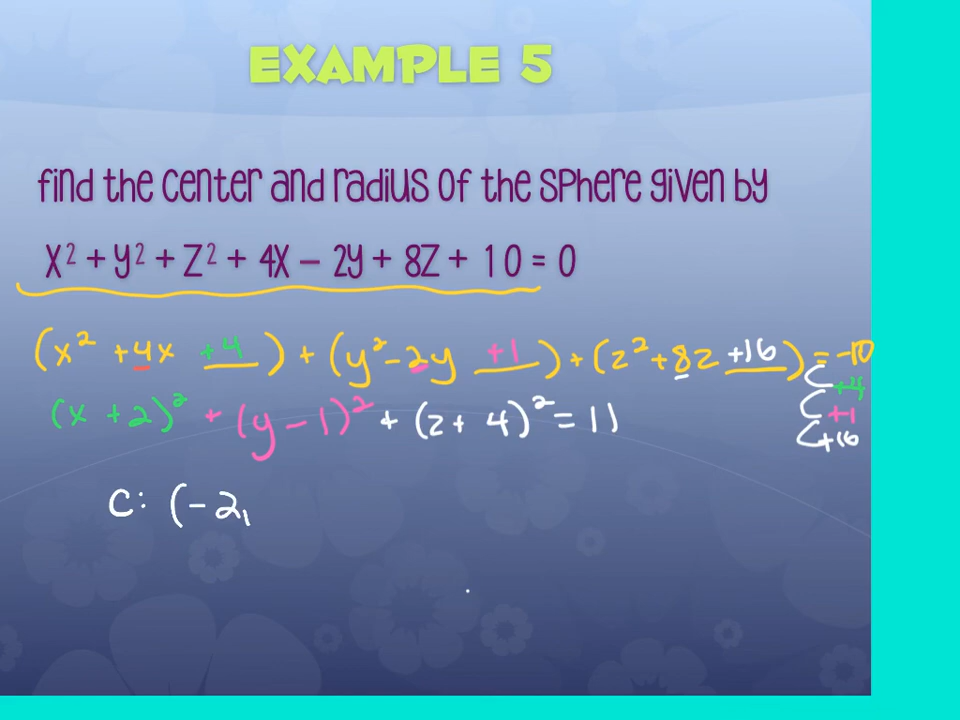 EXAMPLE 5
find the center and radius of the sphere given by
x² + y² + z² + 4x – 2y + 8z + 10 = 0
(x² + 4x + 4) + (y² - 2y + 1) + (z² + 8z + 16) = -10
+4
(x + 2)² + (y - 1)² + (z + 4)² = 11
+1
+16
C: (-2,